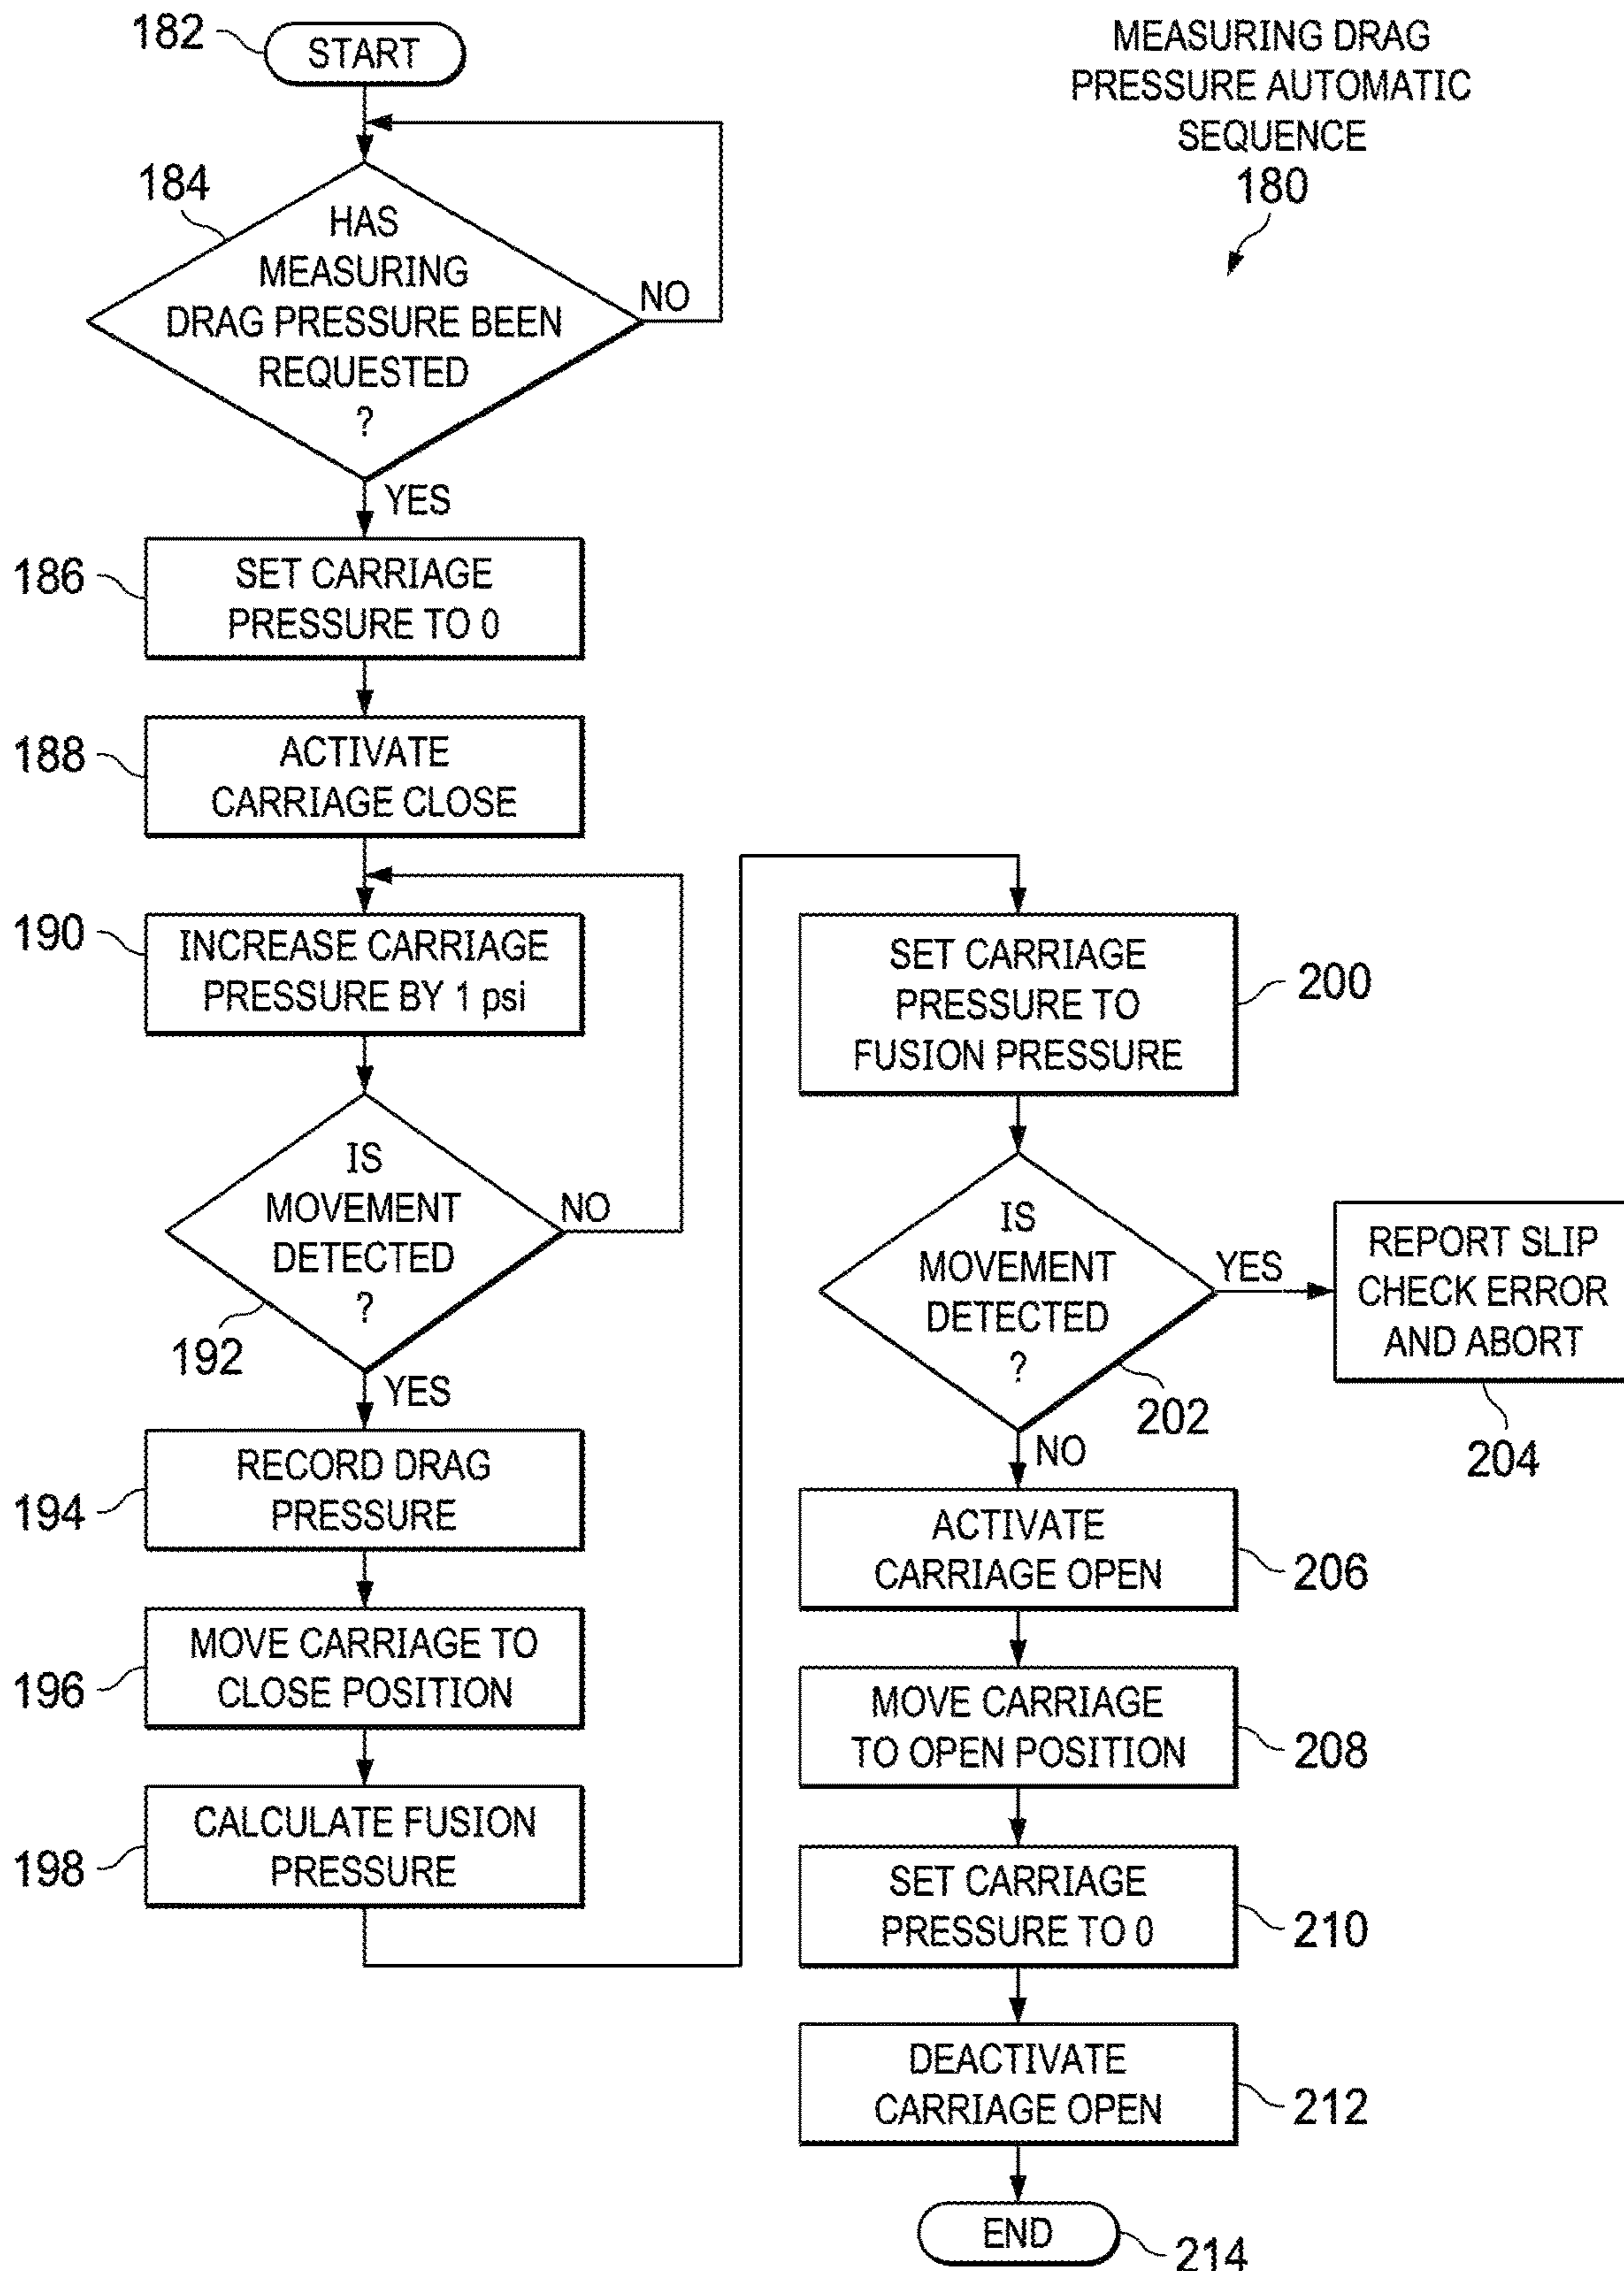 MEASURING DRAG
PRESSURE AUTOMATIC
SEQUENCE
180
182
START
184
HAS
MEASURING
DRAG PRESSURE BEEN
REQUESTED
?
NO
YES
186
SET CARRIAGE
PRESSURE TO 0
188
ACTIVATE
CARRIAGE CLOSE
190
INCREASE CARRIAGE
PRESSURE BY 1 psi
IS
MOVEMENT
DETECTED
?
NO
192
YES
194
RECORD DRAG
PRESSURE
196
MOVE CARRIAGE TO
CLOSE POSITION
198
CALCULATE FUSION
PRESSURE
SET CARRIAGE
PRESSURE TO
FUSION PRESSURE
200
IS
MOVEMENT
DETECTED
?
YES
202
REPORT SLIP
CHECK ERROR
AND ABORT
204
NO
ACTIVATE
CARRIAGE OPEN
206
MOVE CARRIAGE
TO OPEN POSITION
208
SET CARRIAGE
PRESSURE TO 0
210
DEACTIVATE
CARRIAGE OPEN
212
END
214